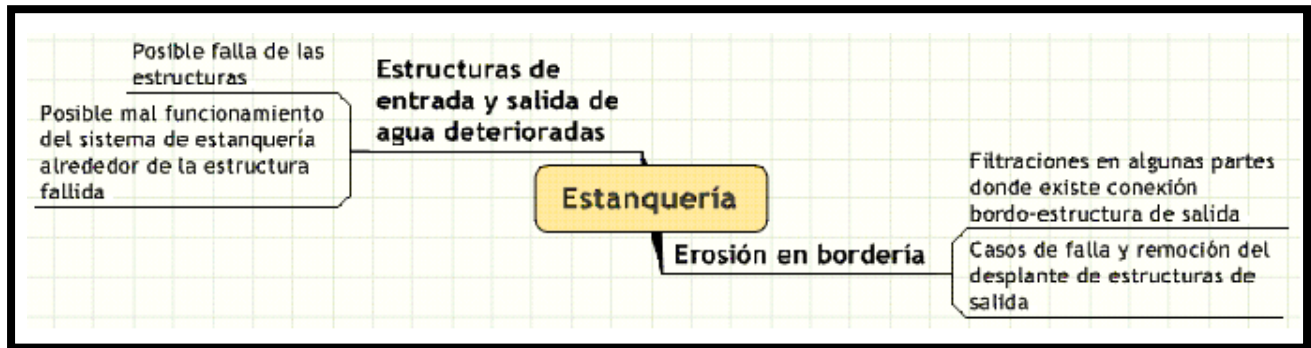 Posible falla de las
estructuras
Posible mal funcionamiento
del sistema de estanquería
alrededor de la estructura
fallida
Estructuras de
entrada y salida de
agua deterioradas
Estanquería
Erosión en bordería
Filtraciones en algunas partes
donde existe conexión
bordo-estructura de salida
Casos de falla y remoción del
desplante de estructuras de
salida